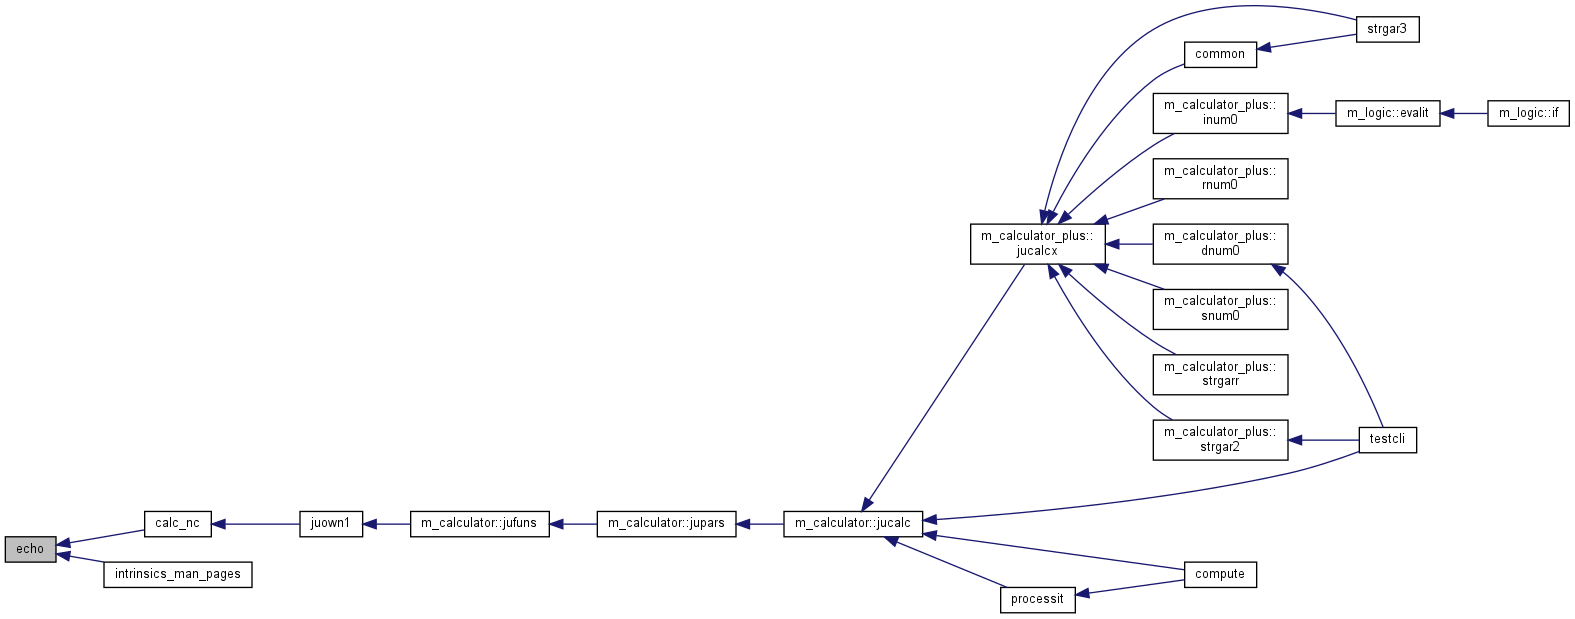 strgar3
common
m_calculator_plus::
inum0
m_logic::evalit
m_logic::if
m_calculator_plus::
rnum0
m_calculator_plus::
jucalcx
m_calculator_plus::
dnum0
m_calculator_plus::
snum0
m_calculator_plus::
strgarr
m_calculator_plus::
strgar2
testcli
calc_nc
juown1
m_calculator::jufuns
m_calculator::jupars
m_calculator::jucalc
echo
intrinsics_man_pages
compute
processit